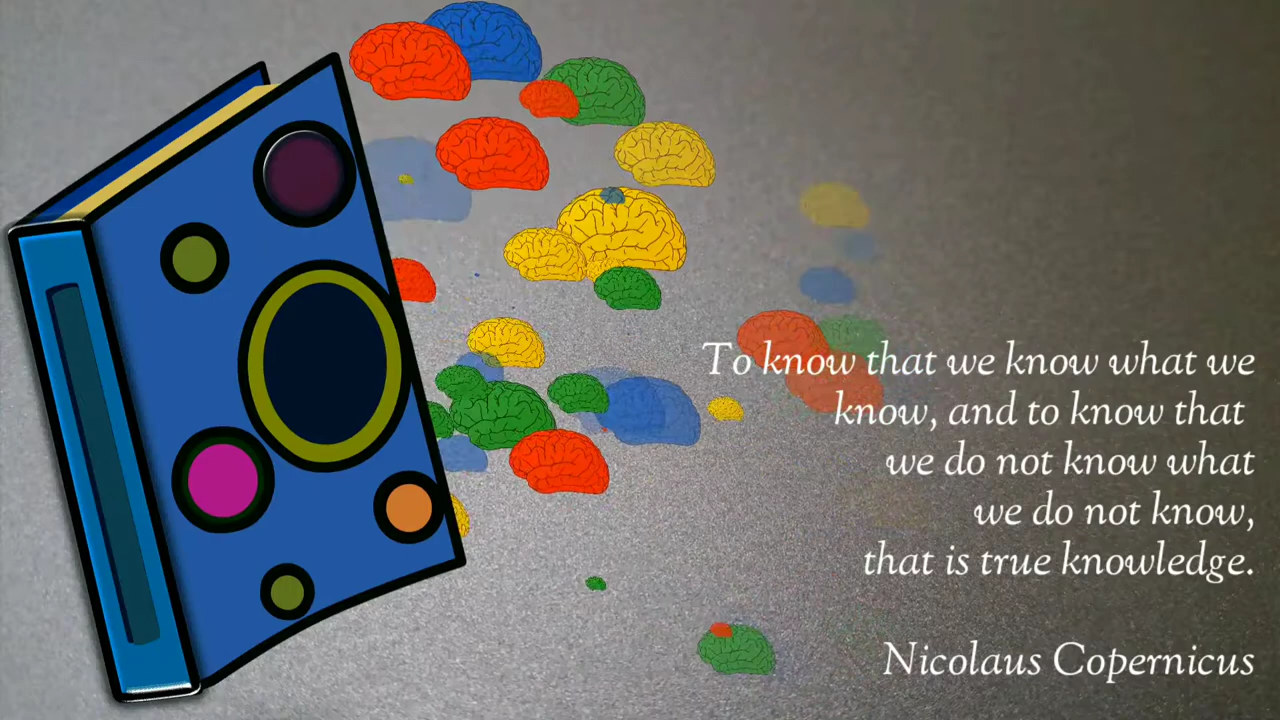 To know that we know what we
know, and to know that
we do not know what
we do not know,
that is true knowledge.
Nicolaus Copernicus